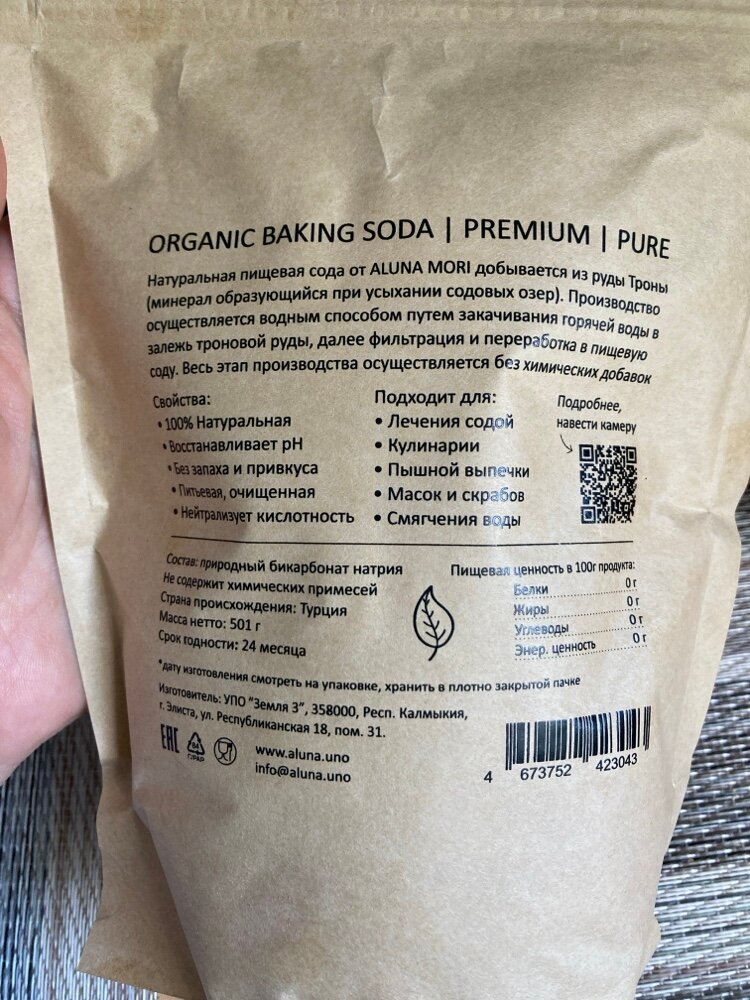 ORGANIC BAKING SODA | PREMIUM | PURE
Натуральная пищевая сода от ALUNA MORI добывается из руды Троны
(минерал образующийся при усыхании содовых озер). Производство
осуществляется водным способом путем закачивания горячей воды в
залежь троновой руды, далее фильтрация и переработка в пищевую
соду. Весь этап производства осуществляется без химических добавок
Свойства:
• 100% Натуральная
• Восстанавливает pH
• Без запаха и привкуса
• Питьевая, очищенная
• Нейтрализует кислотность
Подходит для:
• Лечения содой
• Кулинарии
• Пышной выпечки
• Масок и скрабов
• Смягчения воды
Подробнее,
навести камеру
Состав: природный бикарбонат натрия
Не содержит химических примесей
Страна происхождения: Турция
Масса нетто: 501 г
Срок годности: 24 месяца
Пищевая ценность в 100г продукта:
Белки 0 г
Жиры 0 г
Углеводы 0 г
Энер. ценность 0 г
*дату изготовления смотреть на упаковке, хранить в плотно закрытой пачке
Изготовитель: УПО "Земля 3", 358000, Респ. Калмыкия,
г. Элиста, ул. Республиканская 18, пом. 31.
EAC
84
C/PAP
www.aluna.uno
info@aluna.uno
4 673752 423043